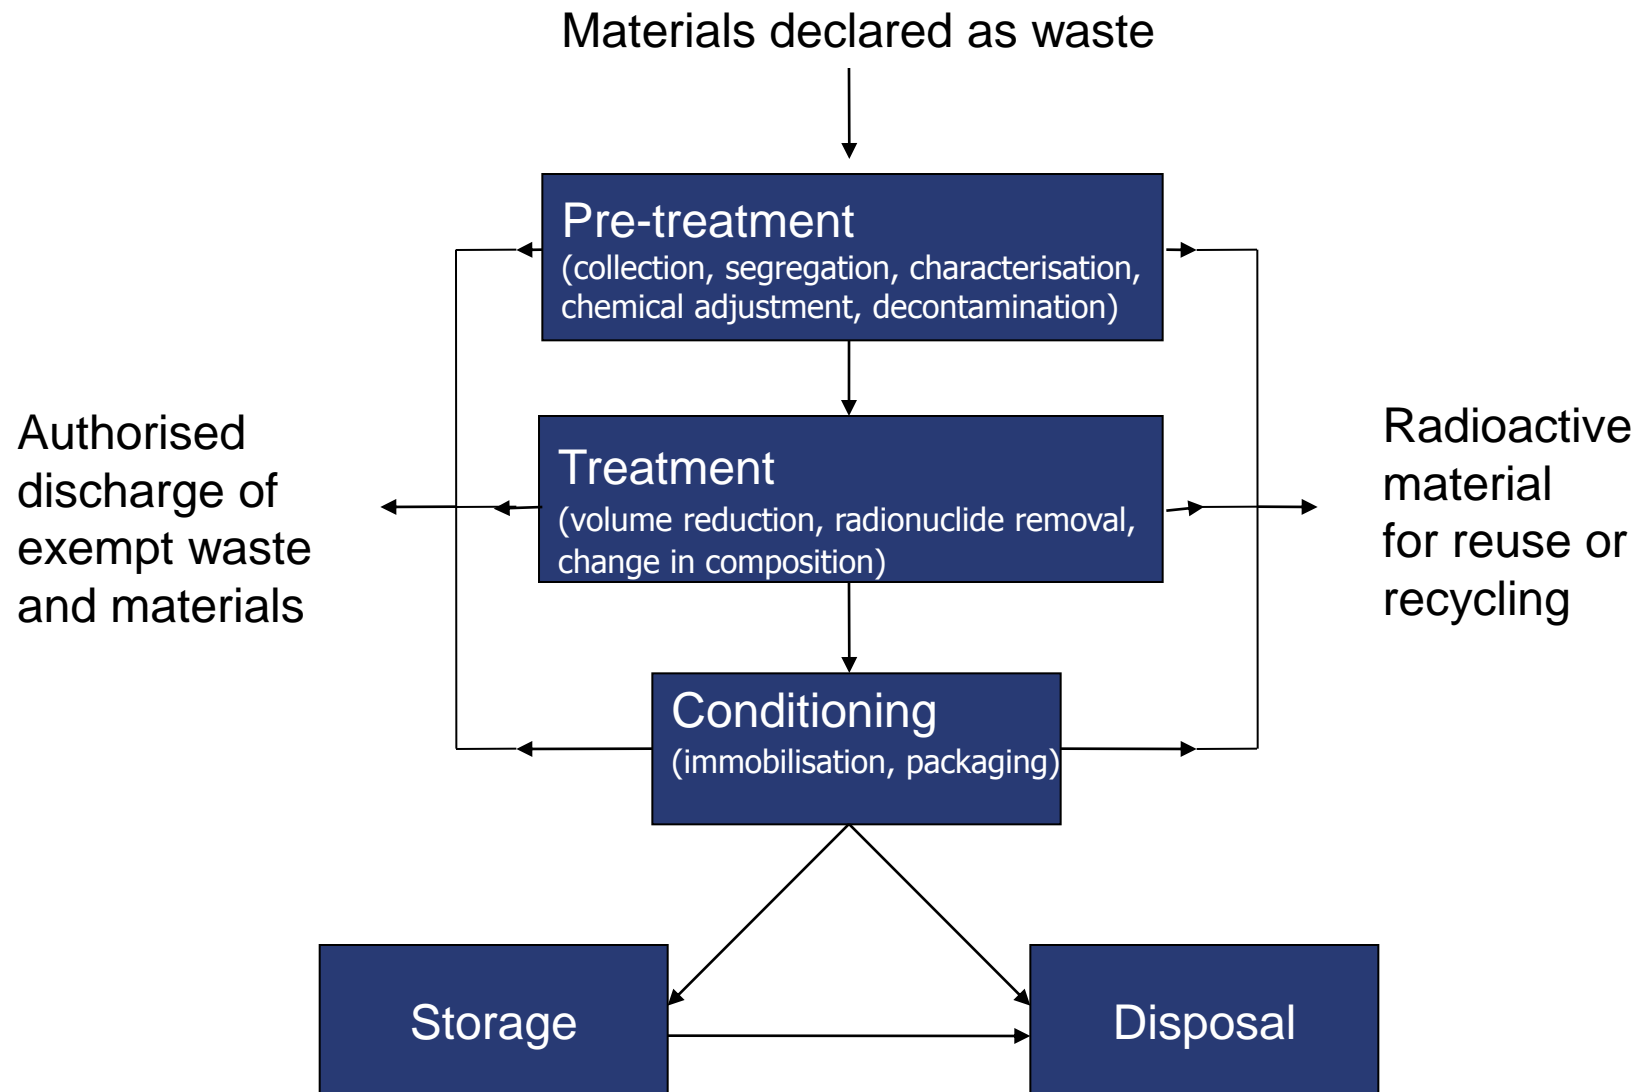 Materials declared as waste
Pre-treatment
(collection, segregation, characterisation,
chemical adjustment, decontamination)
Authorised
discharge of
exempt waste
and materials
Treatment
(volume reduction, radionuclide removal,
change in composition)
Radioactive
material
for reuse or
recycling
Conditioning
(immobilisation, packaging)
Storage
Disposal